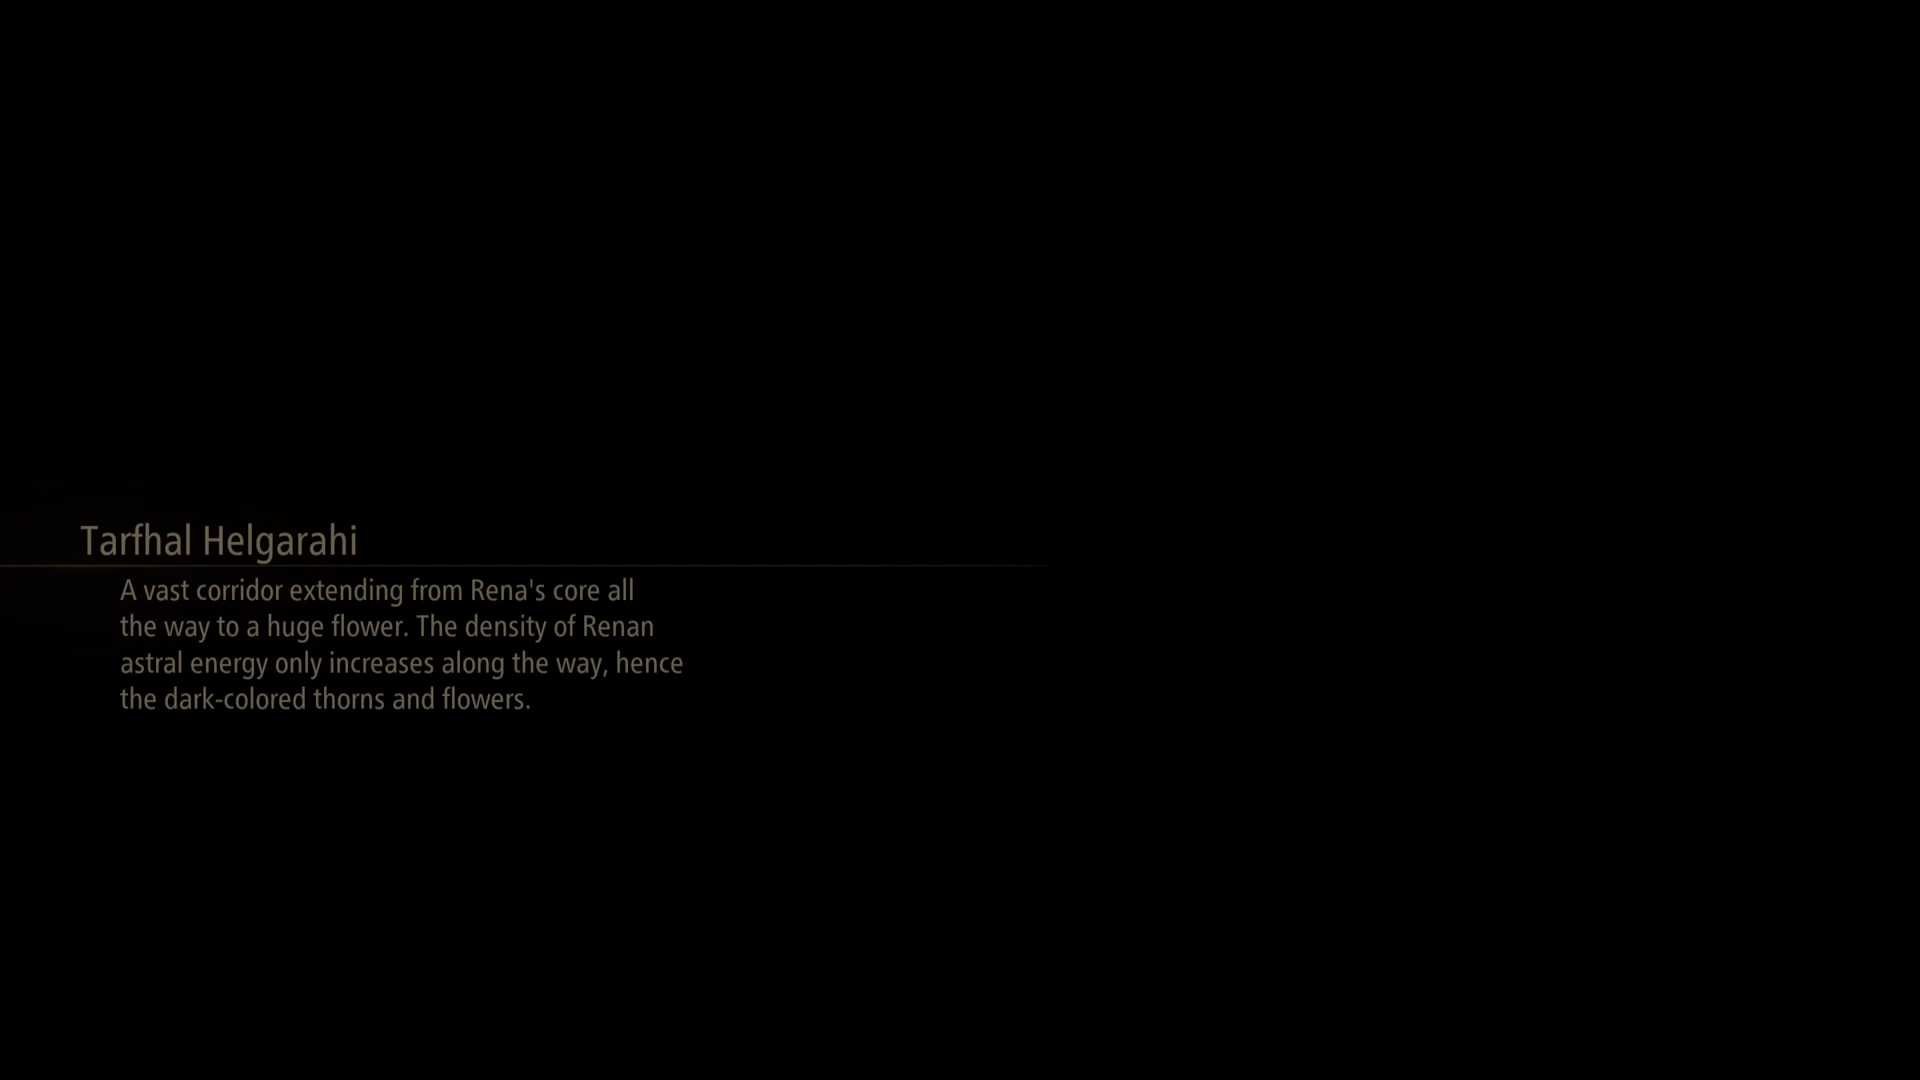 Tarfhal Helgarahi
A vast corridor extending from Rena's core all
the way to a huge flower. The density of Renan
astral energy only increases along the way, hence
the dark-colored thorns and flowers.